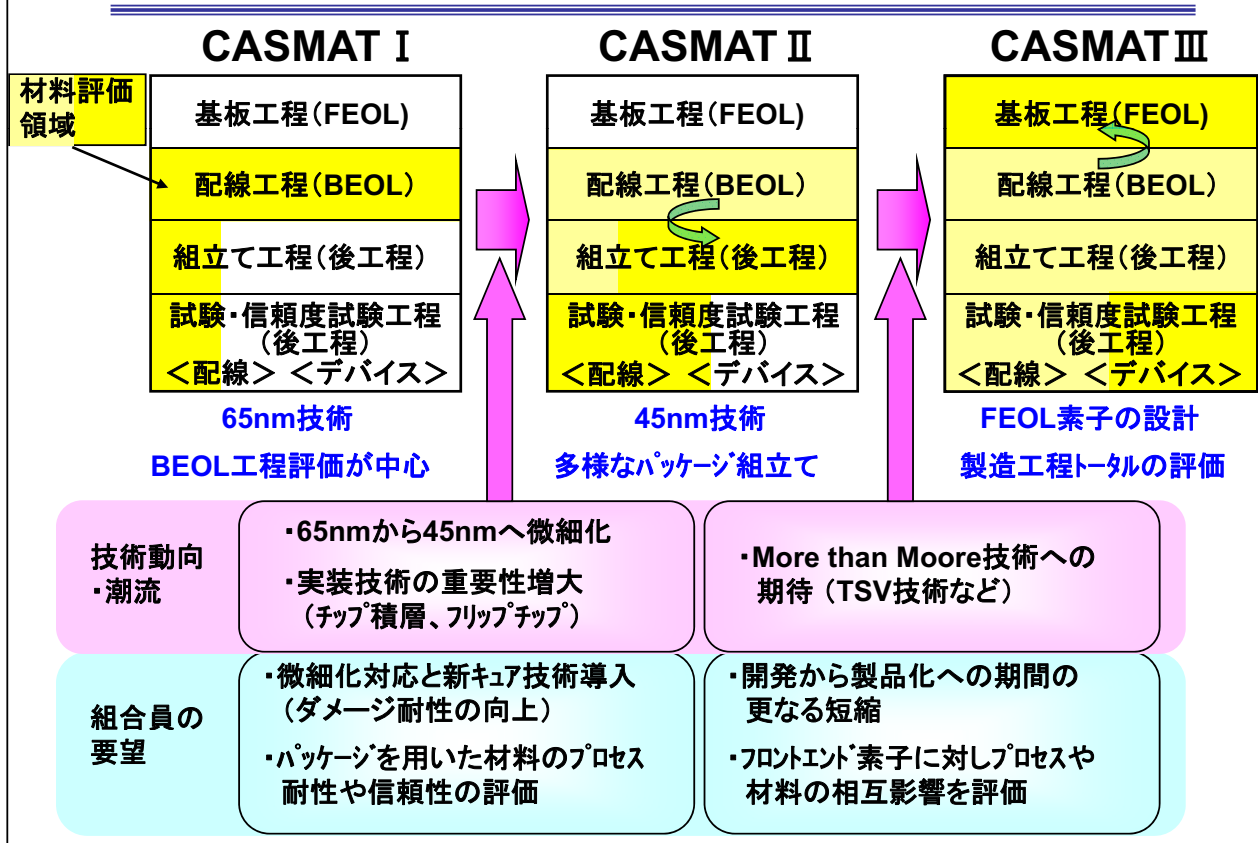 CASMAT Ⅰ
CASMAT Ⅱ
CASMAT Ⅲ
材料評価
領域
基板工程（FEOL)
配線工程（BEOL）
組立て工程（後工程）
試験・信頼度試験工程
（後工程）
＜配線＞ ＜デバイス＞
65nm技術
BEOL工程評価が中心
基板工程（FEOL)
配線工程（BEOL）
組立て工程（後工程）
試験・信頼度試験工程
（後工程）
＜配線＞ ＜デバイス＞
45nm技術
多様なﾊﾟｯｹｰｼﾞ組立て
基板工程（FEOL)
配線工程（BEOL）
組立て工程（後工程）
試験・信頼度試験工程
（後工程）
＜配線＞ ＜デバイス＞
FEOL素子の設計
製造工程ﾄｰﾀﾙの評価
技術動向
・潮流
・65nmから45nmへ微細化
・実装技術の重要性増大
（ﾁｯﾌﾟ積層、ﾌﾘｯﾌﾟﾁｯﾌﾟ）
・More than Moore技術への
期待 （TSV技術など）
組合員の
要望
・微細化対応と新ｷｭｱ技術導入
（ダメージ耐性の向上）
・ﾊﾟｯｹｰｼﾞを用いた材料のﾌﾟﾛｾｽ
耐性や信頼性の評価
・開発から製品化への期間の
更なる短縮
・ﾌﾛﾝﾄｴﾝﾄﾞ素子に対しﾌﾟﾛｾｽや
材料の相互影響を評価